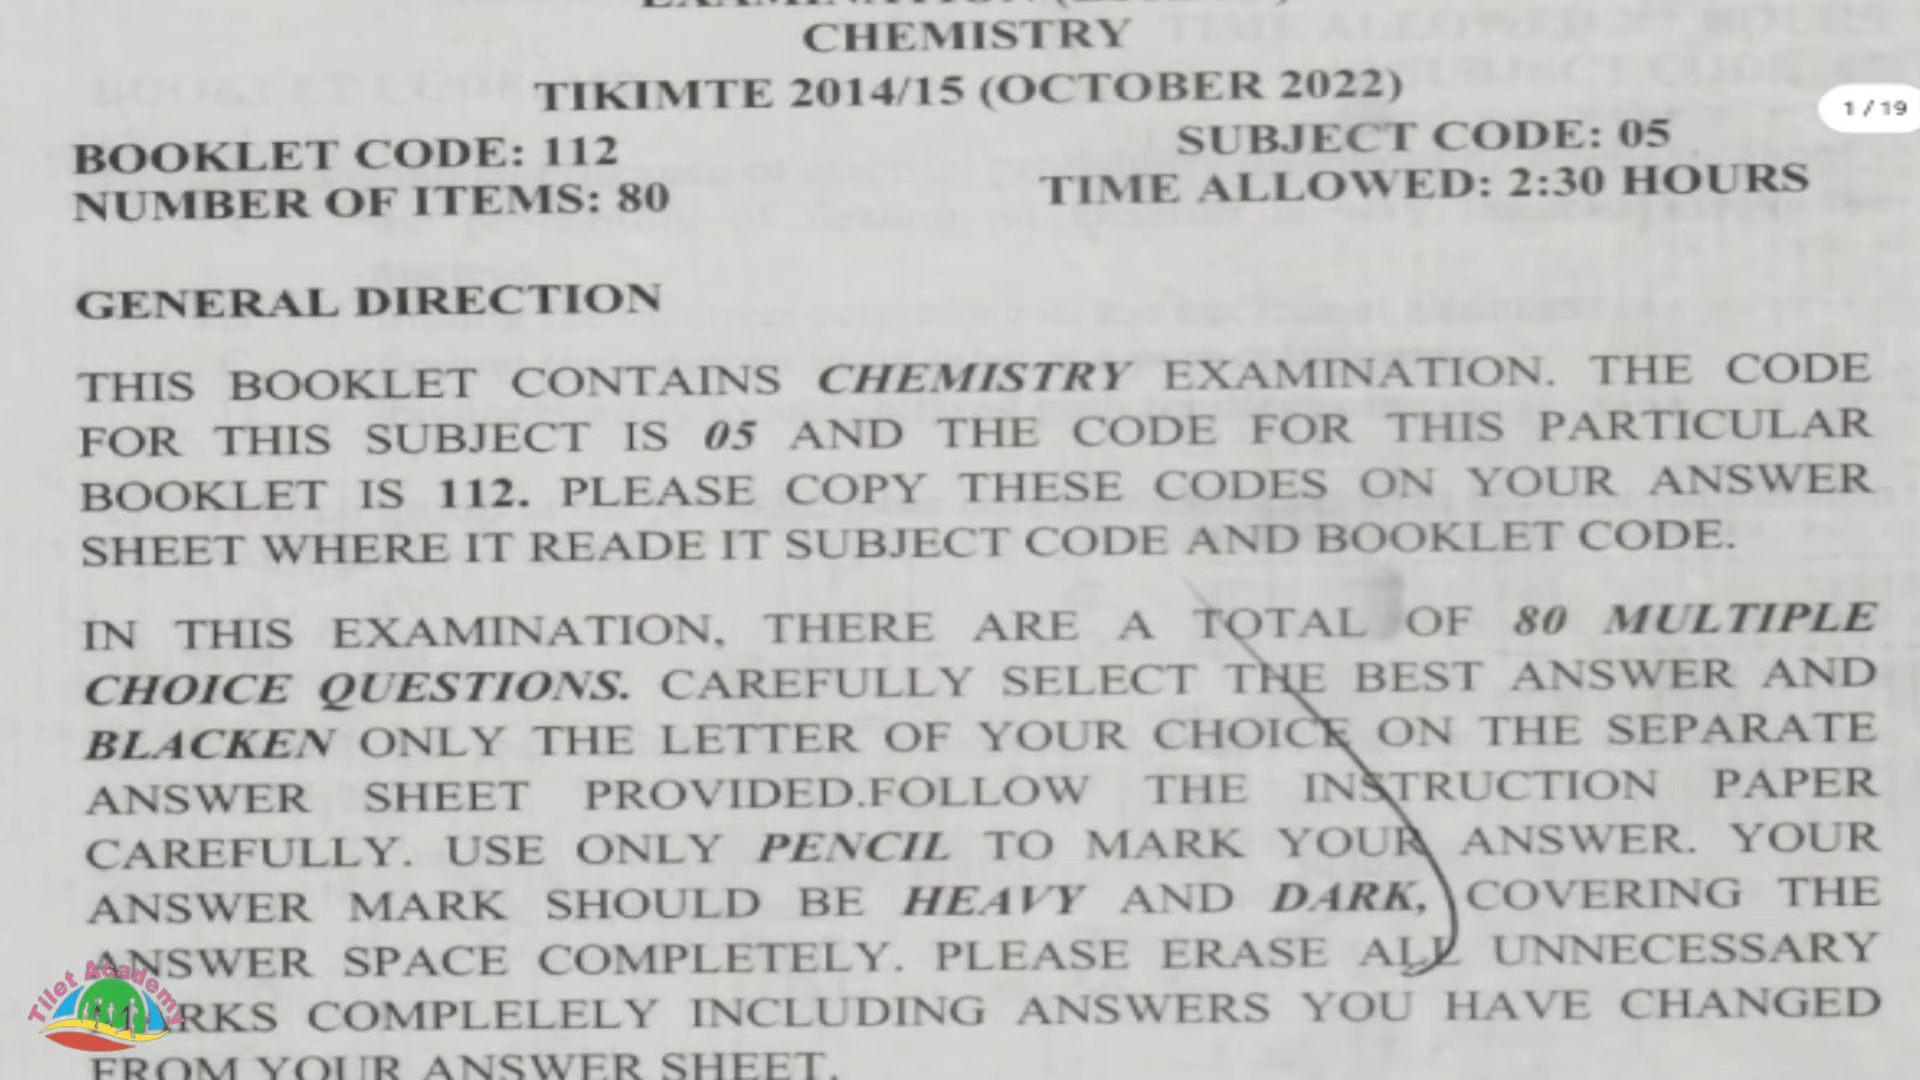 CHEMISTRY
TIKIMTE 2014/15 (OCTOBER 2022)
1 / 19
BOOKLET CODE: 112
SUBJECT CODE: 05
NUMBER OF ITEMS: 80
TIME ALLOWED: 2:30 HOURS
GENERAL DIRECTION
THIS BOOKLET CONTAINS CHEMISTRY EXAMINATION. THE CODE
FOR THIS SUBJECT IS 05 AND THE CODE FOR THIS PARTICULAR
BOOKLET IS 112. PLEASE COPY THESE CODES ON YOUR ANSWER
SHEET WHERE IT READE IT SUBJECT CODE AND BOOKLET CODE.
IN THIS EXAMINATION, THERE ARE A TOTAL OF 80 MULTIPLE
CHOICE QUESTIONS. CAREFULLY SELECT THE BEST ANSWER AND
BLACKEN ONLY THE LETTER OF YOUR CHOICE ON THE SEPARATE
ANSWER SHEET PROVIDED.FOLLOW THE INSTRUCTION PAPER
CAREFULLY. USE ONLY PENCIL TO MARK YOUR ANSWER. YOUR
ANSWER MARK SHOULD BE HEAVY AND DARK, COVERING THE
ANSWER SPACE COMPLETELY. PLEASE ERASE ALL UNNECESSARY
RKS COMPLELELY INCLUDING ANSWERS YOU HAVE CHANGED
FROM YOUR ANSWER SHEET.
Tilet Academy